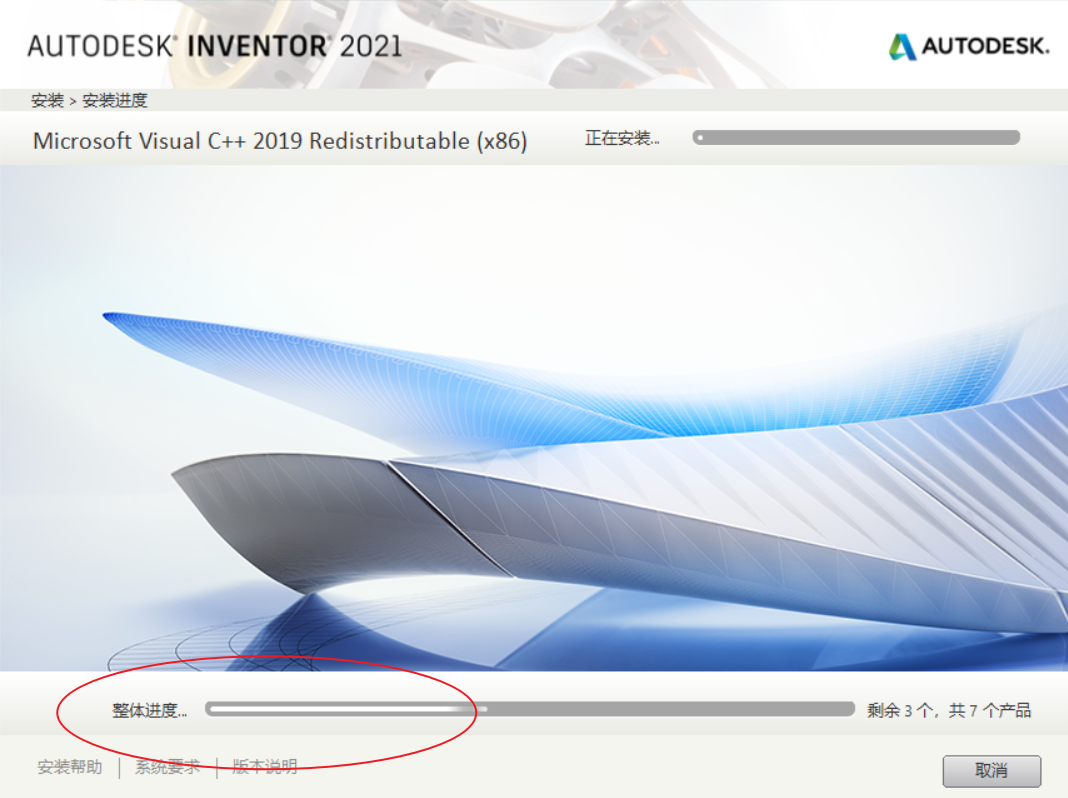 AUTODESK® INVENTOR® 2021
AUTODESK.
安装 > 安装进度
Microsoft Visual C++ 2019 Redistributable (x86)
正在安装...
整体进度...
剩余 3 个，共 7 个产品
安装帮助 | 系统要求 | 版本说明
取消